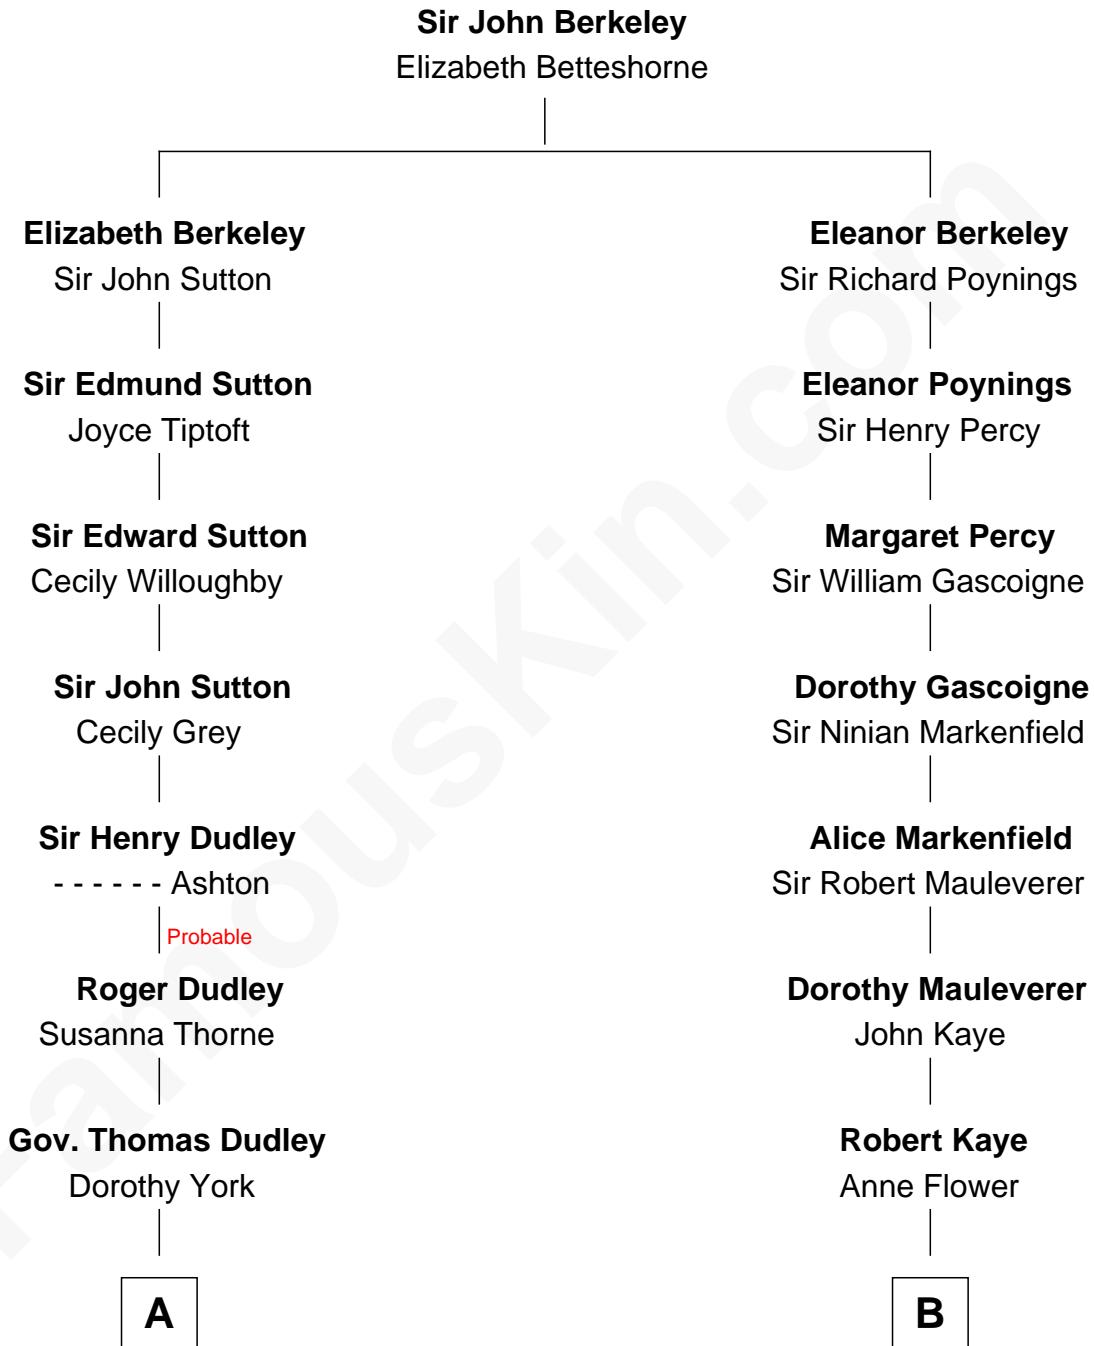 Sir John Berkeley
Elizabeth Betteshorne
Elizabeth Berkeley
Sir John Sutton
Eleanor Berkeley
Sir Richard Poynings
Sir Edmund Sutton
Joyce Tiptoft
Eleanor Poynings
Sir Henry Percy
Sir Edward Sutton
Cecily Willoughby
Margaret Percy
Sir William Gascoigne
Sir John Sutton
Cecily Grey
Dorothy Gascoigne
Sir Ninian Markenfield
Sir Henry Dudley
- - - - - - Ashton
Probable
Alice Markenfield
Sir Robert Mauleverer
Roger Dudley
Susanna Thorne
Dorothy Mauleverer
John Kaye
Gov. Thomas Dudley
Dorothy York
Robert Kaye
Anne Flower
A
B
FamousKin.com